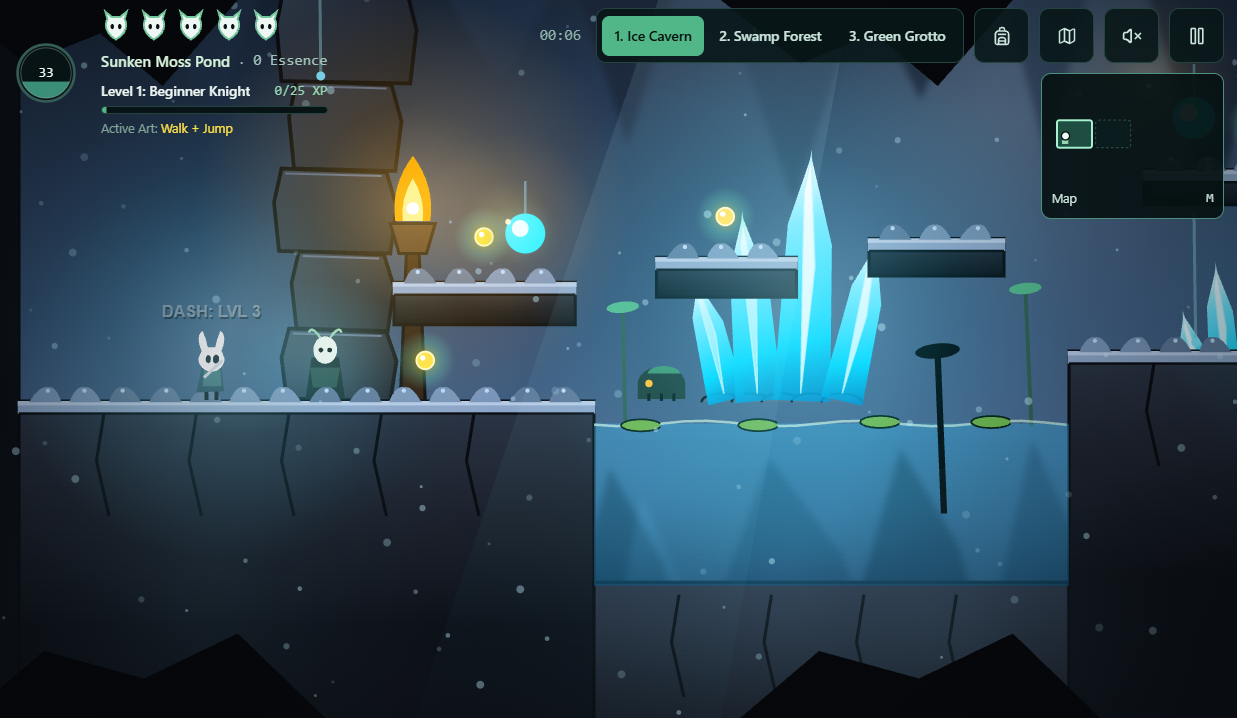 00:06
1. Ice Cavern
2. Swamp Forest
3. Green Grotto
33
Sunken Moss Pond · 0 Essence
Level 1: Beginner Knight 0/25 XP
Active Art: Walk + Jump
Map M
DASH: LVL 3